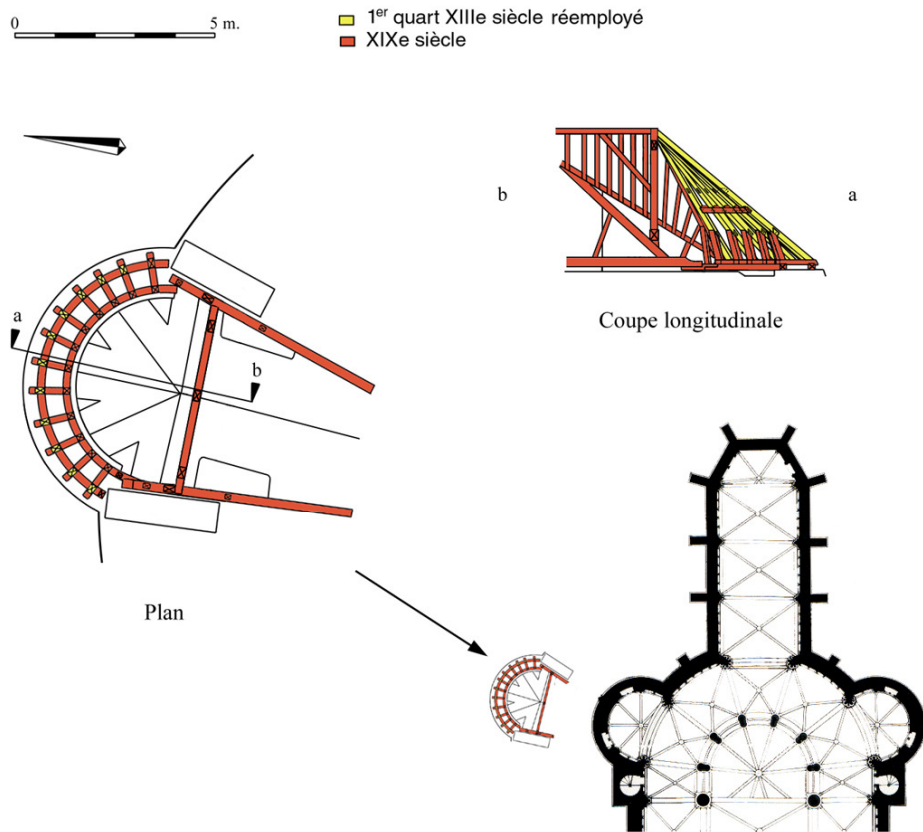 0 5 m.
1er quart XIIIe siècle réemployé
XIXe siècle
b
a
Coupe longitudinale
a
b
Plan